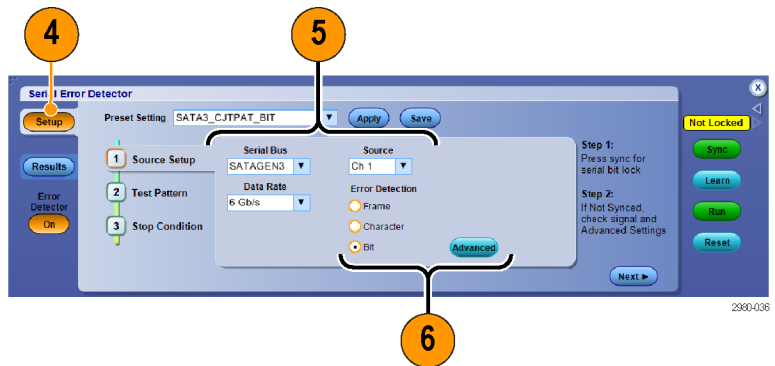 4
5
Serial Error Detector
x
Setup
Preset Setting SATA3_CJTPAT_BIT Apply Save
Not Locked
Results
Error
Detector
On
1 Source Setup
2 Test Pattern
3 Stop Condition
Serial Bus
SATAGEN3
Data Rate
6 Gb/s
Source
Ch 1
Error Detection
Frame
Character
Bit
Advanced
Step 1:
Press sync for
serial bit lock
Step 2:
If Not Synced,
check signal and
Advanced Settings
Next
Sync
Learn
Run
Reset
2980-036
6